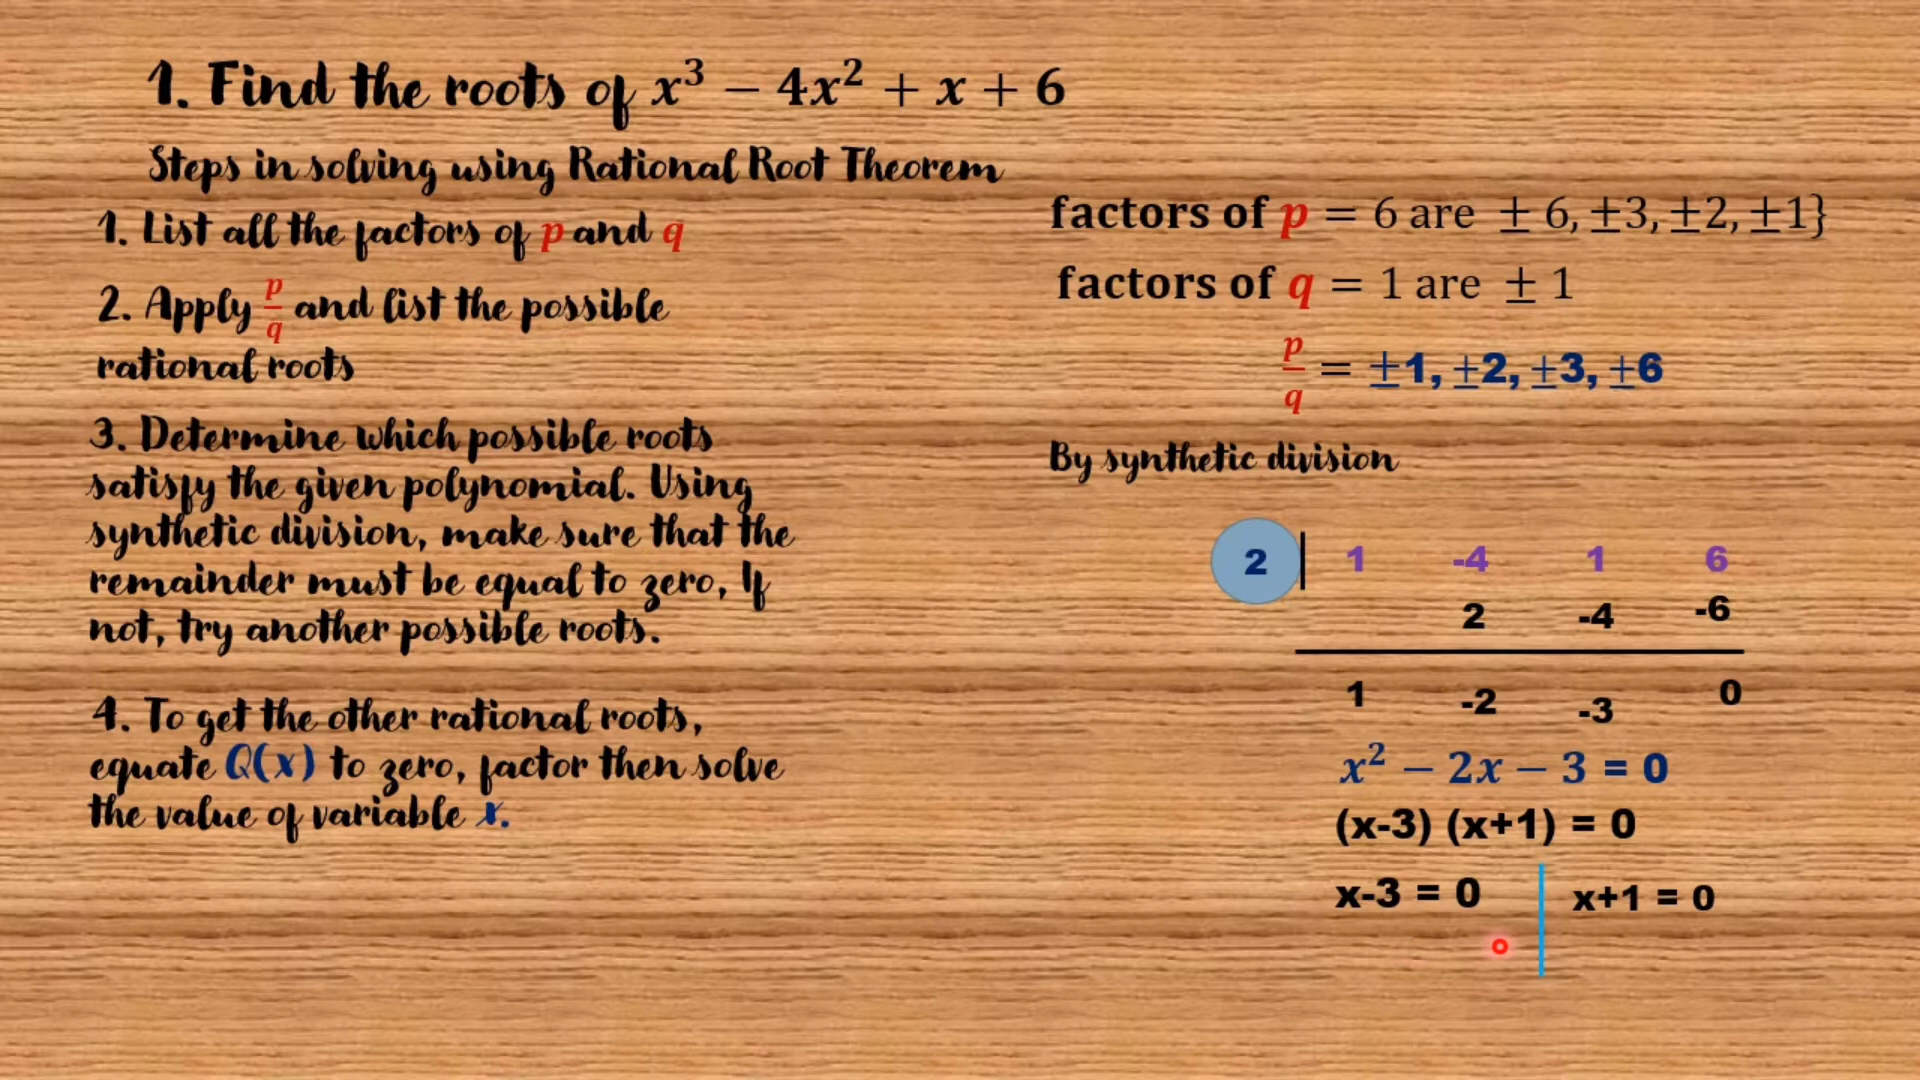 1. Find the roots of x³ − 4x² + x + 6
Steps in solving using Rational Root Theorem
1. List all the factors of p and q
2. Apply p/q and list the possible
rational roots
3. Determine which possible roots
satisfy the given polynomial. Using
synthetic division, make sure that the
remainder must be equal to zero, If
not, try another possible roots.
4. To get the other rational roots,
equate Q(x) to zero, factor then solve
the value of variable x.
factors of p = 6 are ± 6, ±3, ±2, ±1}
factors of q = 1 are ± 1
p/q = ±1, ±2, ±3, ±6
By synthetic division
2 | 1 -4 1 6
2 -4 -6
1 -2 -3 0
x² − 2x − 3 = 0
(x-3) (x+1) = 0
x-3 = 0 | x+1 = 0